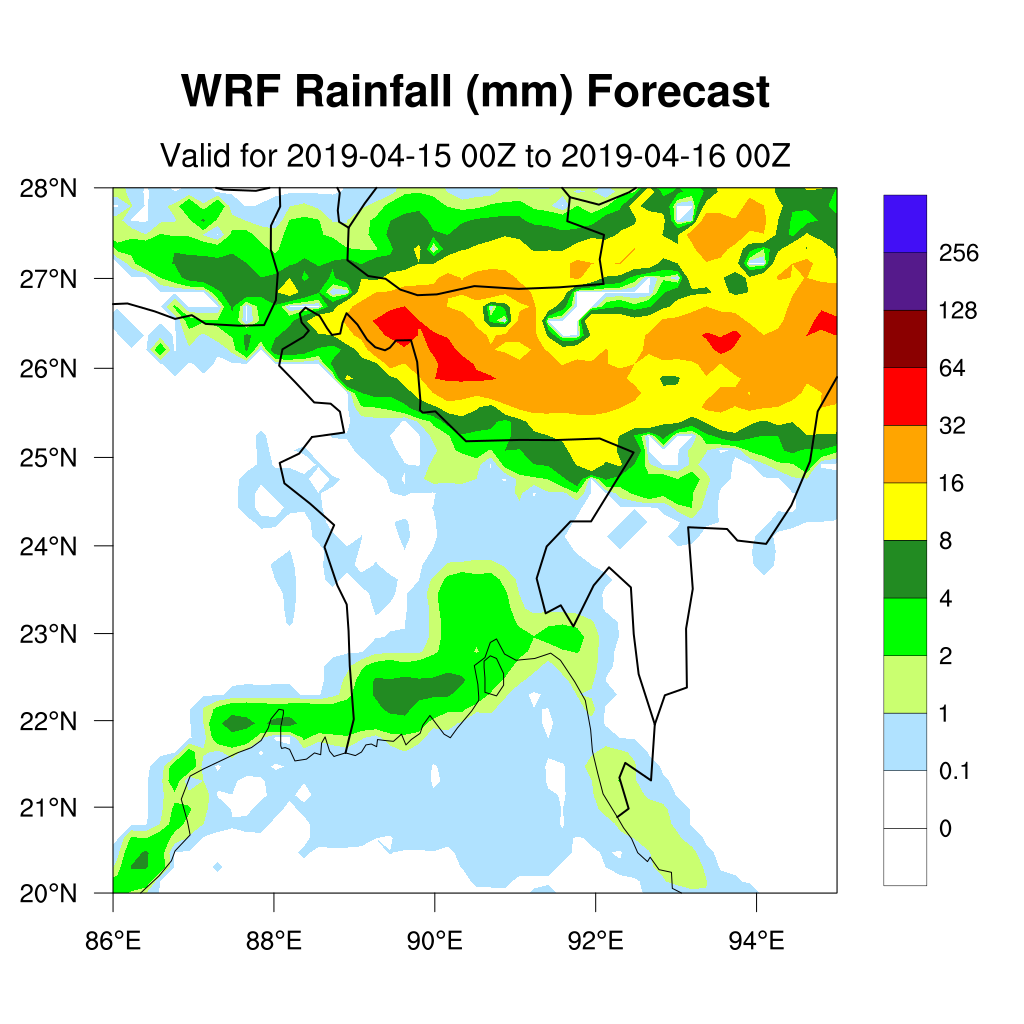 WRF Rainfall (mm) Forecast
Valid for 2019-04-15 00Z to 2019-04-16 00Z
28°N
27°N
26°N
25°N
24°N
23°N
22°N
21°N
20°N
86°E
88°E
90°E
92°E
94°E
256
128
64
32
16
8
4
2
1
0.1
0